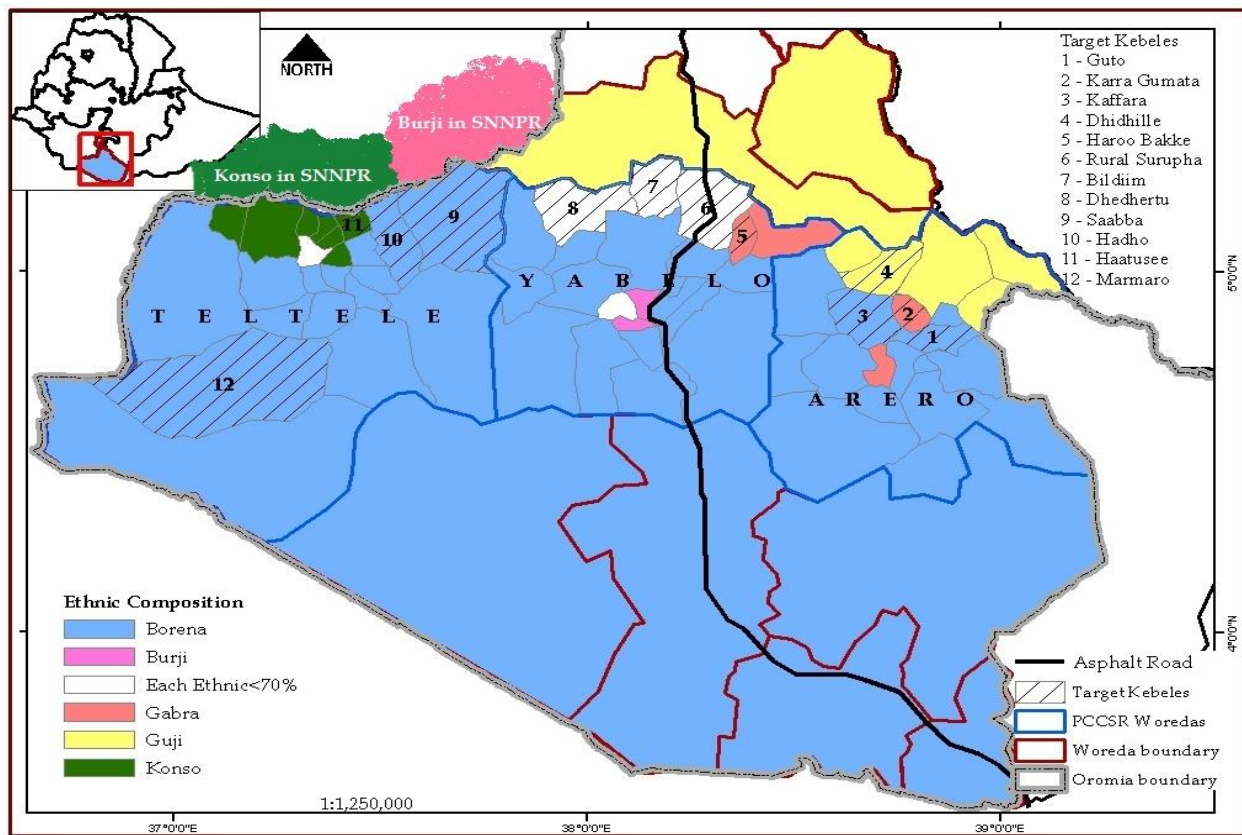 NORTH
Burji in SNNPR
Konso in SNNPR
Target Kebeles
1 - Guto
2 - Karra Gumata
3 - Kaffara
4 - Dhidhille
5 - Haroo Bakke
6 - Rural Surupha
7 - Bildiim
8 - Dhedhertu
9 - Saabba
10 - Hadho
11 - Haatusee
12 - Marmaro
7
8
6
9
11
10
5
4
5°0'0"N
Y A B E L O
T E L T E L E
3
2
1
12
A R E R O
Ethnic Composition
Borena
Burji
Each Ethnic<70%
Gabra
Guji
Konso
4°0'0"N
Asphalt Road
Target Kebeles
PCCSR Woredas
Woreda boundary
Oromia boundary
1:1,250,000
37°0'0"E
38°0'0"E
39°0'0"E